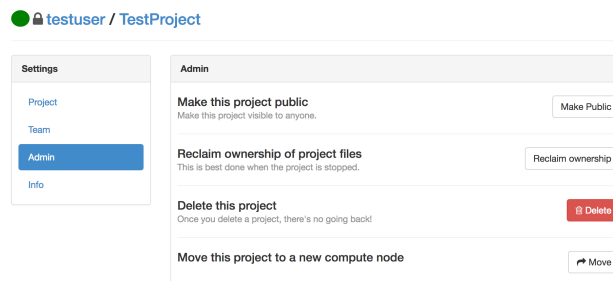 testuser / TestProject
Settings
Project
Team
Admin
Info
Admin
Make this project public
Make this project visible to anyone.
Make Public
Reclaim ownership of project files
This is best done when the project is stopped.
Reclaim ownership
Delete this project
Once you delete a project, there's no going back!
Delete
Move this project to a new compute node
Move